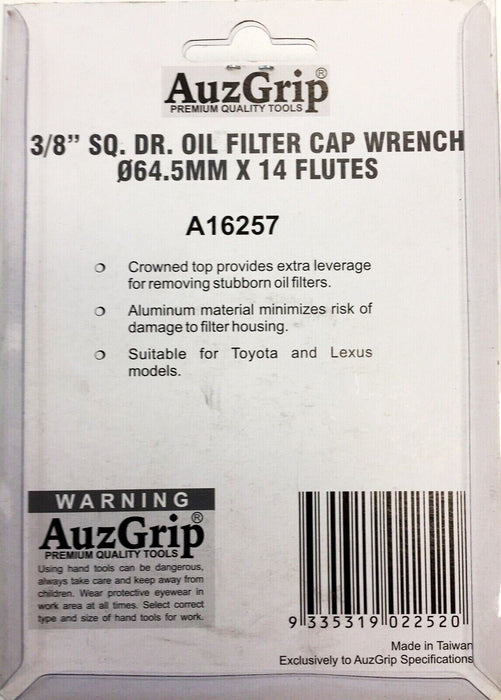 AuzGrip®
PREMIUM QUALITY TOOLS
3/8” SQ. DR. OIL FILTER CAP WRENCH
Ø64.5MM X 14 FLUTES
A16257
Crowned top provides extra leverage
for removing stubborn oil filters.
Aluminum material minimizes risk of
damage to filter housing.
Suitable for Toyota and Lexus
models.
WARNING
AuzGrip®
PREMIUM QUALITY TOOLS
Using hand tools can be dangerous,
always take care and keep away from
children. Wear protective eyewear in
work area at all times. Select correct
type and size of hand tools for work.
9 335319 022520
Made in Taiwan
Exclusively to AuzGrip Specifications